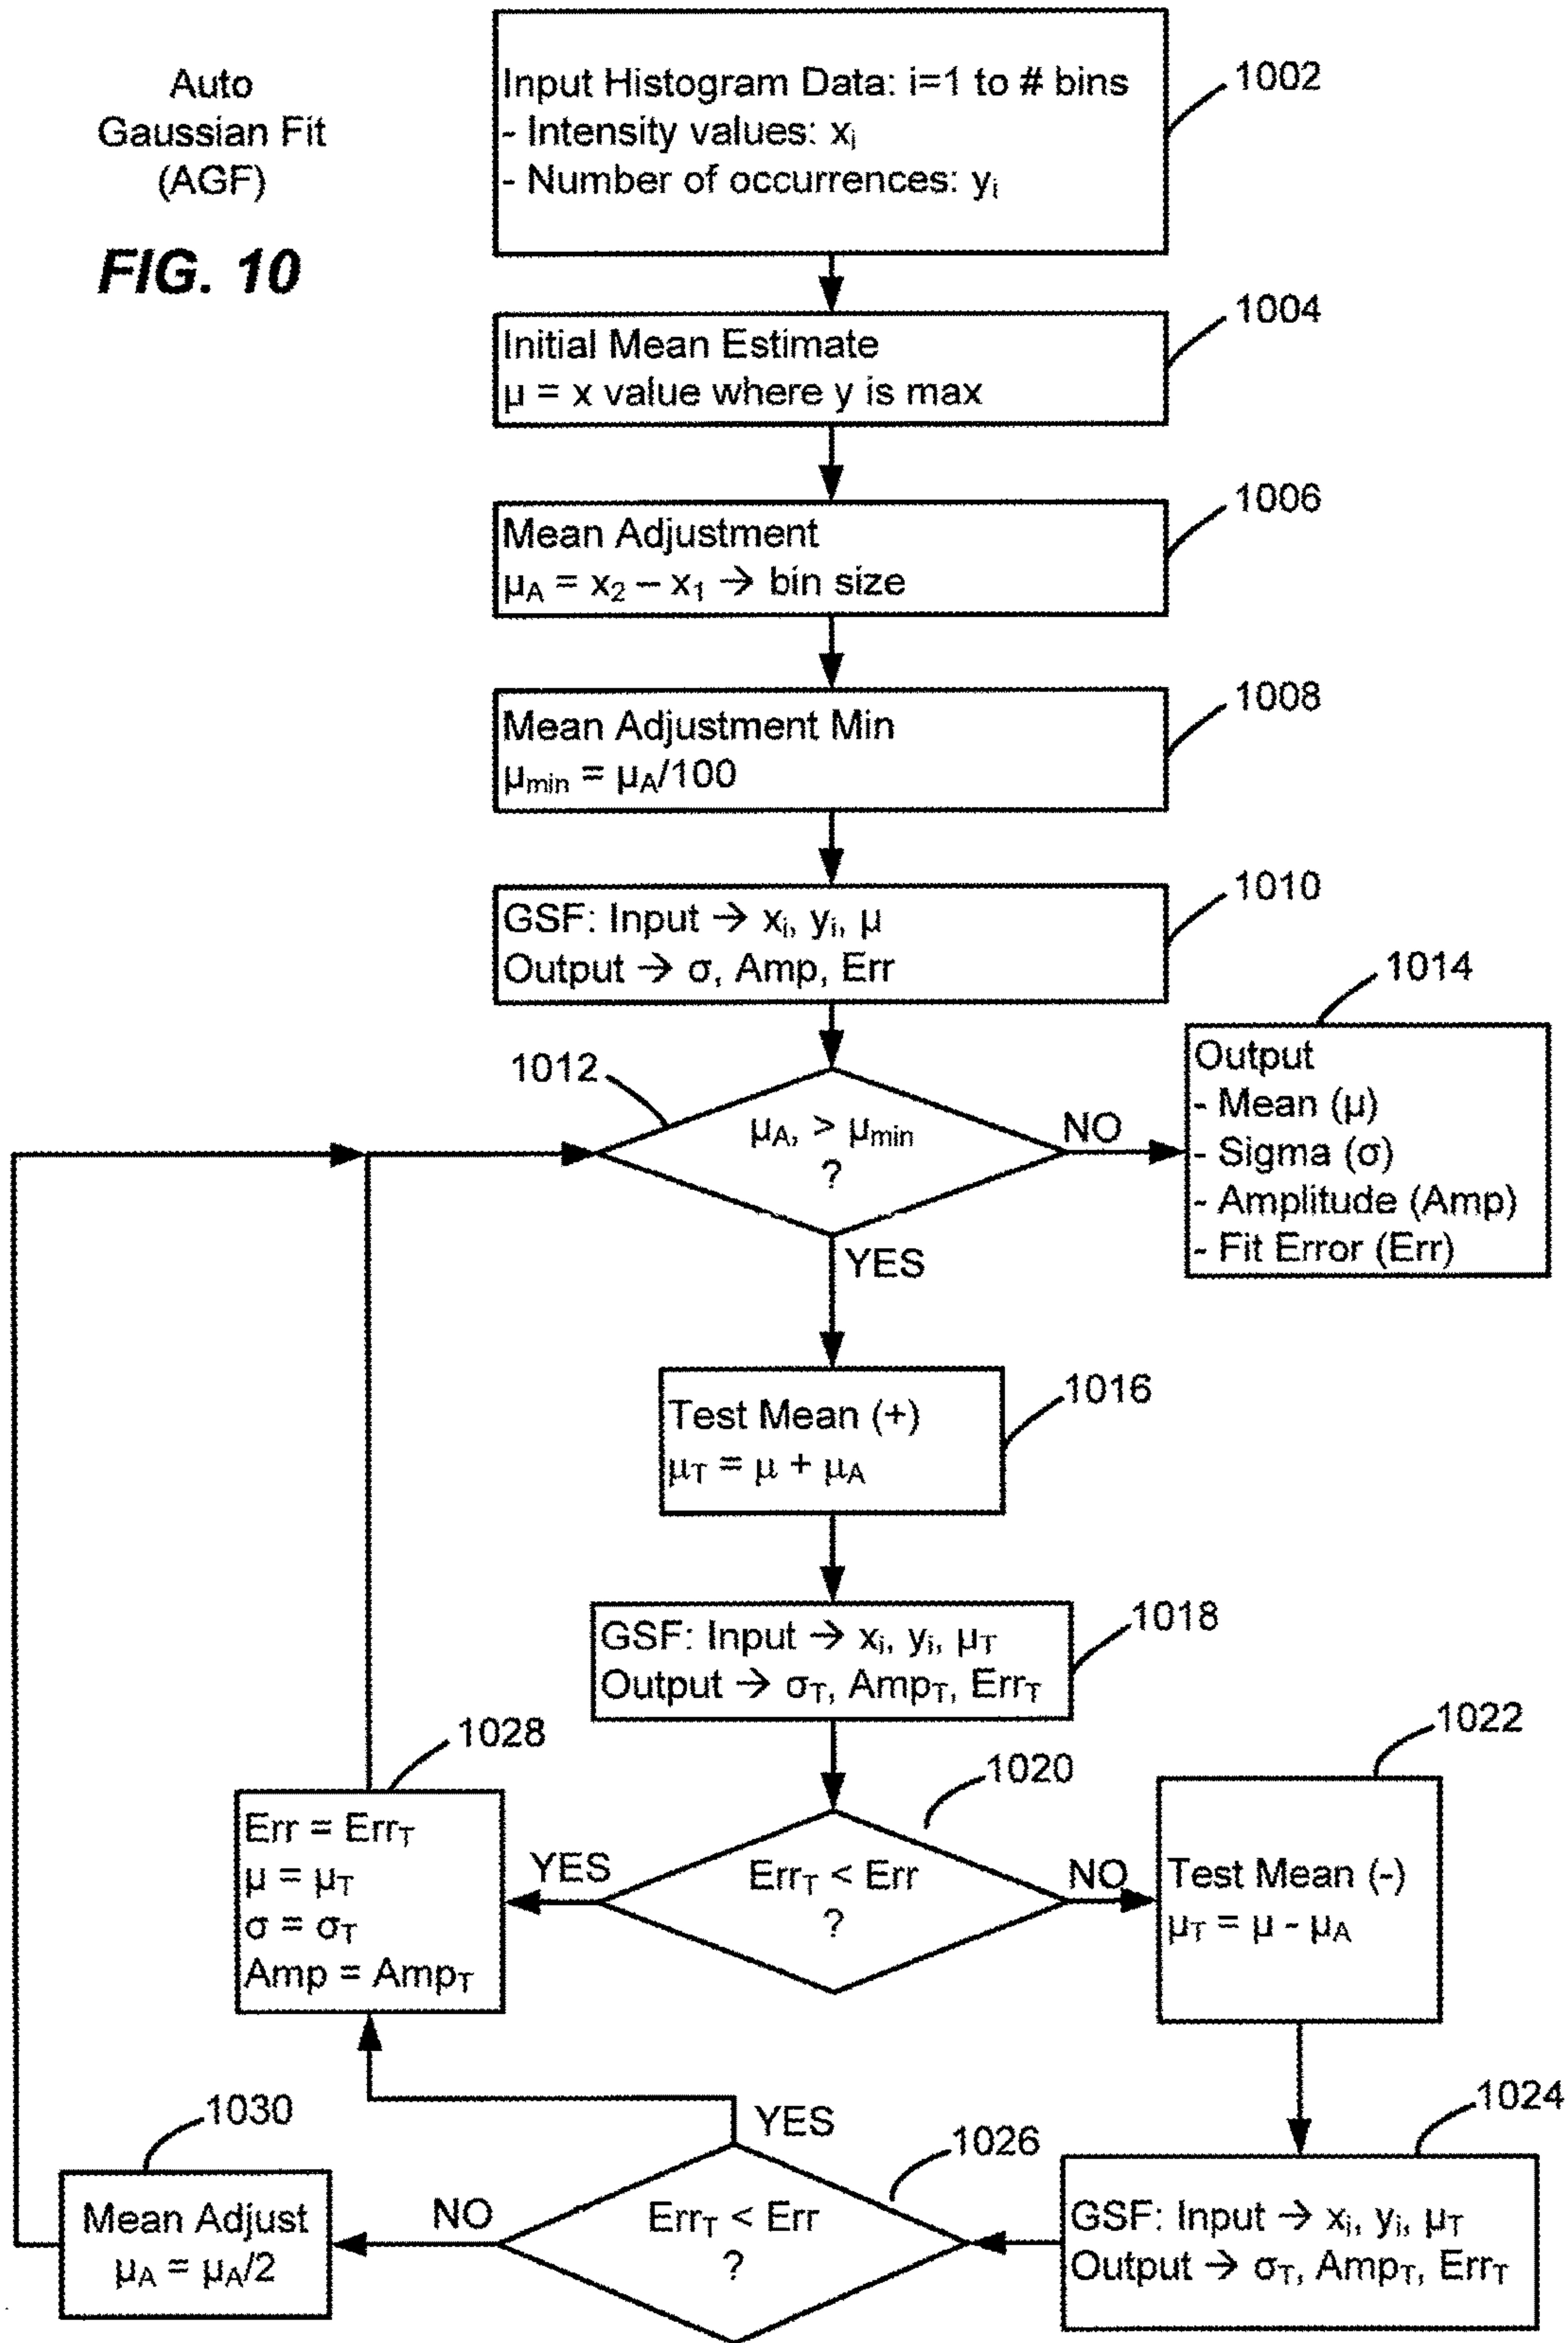 Auto
Gaussian Fit
(AGF)
FIG. 10
Input Histogram Data: i=1 to # bins
- Intensity values: xᵢ
- Number of occurrences: yᵢ
1002
Initial Mean Estimate
μ = x value where y is max
1004
Mean Adjustment
μA = x₂ – x₁ → bin size
1006
Mean Adjustment Min
μmin = μA/100
1008
GSF: Input → xᵢ, yᵢ, μ
Output → σ, Amp, Err
1010
1012
μA, > μmin
?
NO
YES
1014
Output
- Mean (μ)
- Sigma (σ)
- Amplitude (Amp)
- Fit Error (Err)
Test Mean (+)
μT = μ + μA
1016
GSF: Input → xᵢ, yᵢ, μT
Output → σT, AmpT, ErrT
1018
1020
ErrT < Err
?
YES
NO
1028
Err = ErrT
μ = μT
σ = σT
Amp = AmpT
1022
Test Mean (-)
μT = μ - μA
1024
GSF: Input → xᵢ, yᵢ, μT
Output → σT, AmpT, ErrT
1026
ErrT < Err
?
YES
NO
1030
Mean Adjust
μA = μA/2